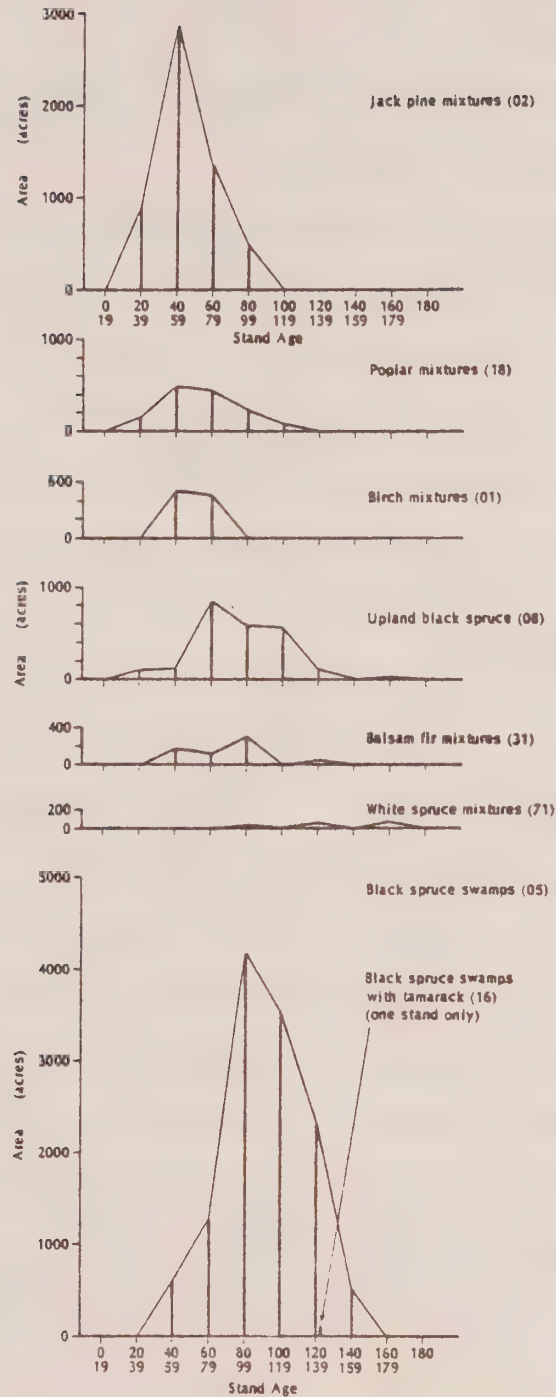 3000
2000
1000
0
Area (acres)
Jack pine mixtures (02)
0 20 40 60 80 100 120 140 160 180
19 39 59 79 99 119 139 159 179
Stand Age
1000
0
Poplar mixtures (18)
600
0
Birch mixtures (01)
1000
0
Area (acres)
Upland black spruce (08)
400
0
Balsam fir mixtures (31)
200
0
White spruce mixtures (71)
5000
4000
3000
2000
1000
0
Area (acres)
Black spruce swamps (05)
Black spruce swamps
with tamarack (16)
(one stand only)
0 20 40 60 80 100 120 140 160 180
19 39 59 79 99 119 139 159 179
Stand Age